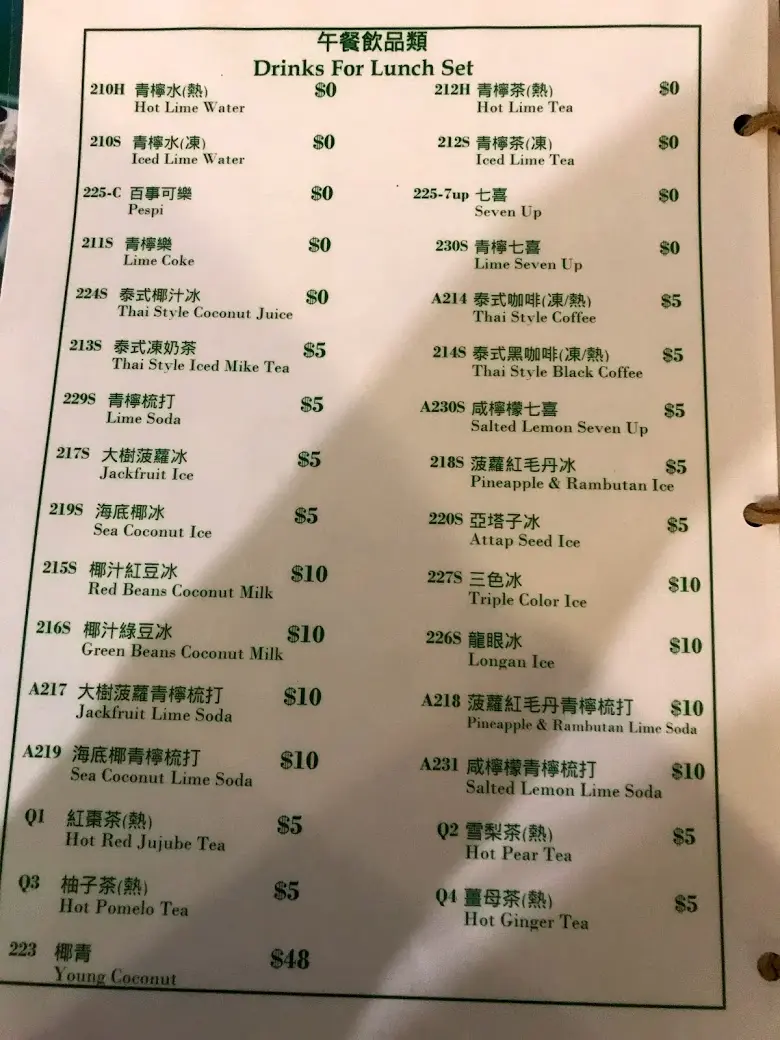 午餐飲品類
Drinks For Lunch Set
210H 青檸水(熱) $0
Hot Lime Water
212H 青檸茶(熱) $0
Hot Lime Tea
210S 青檸水(凍) $0
Iced Lime Water
212S 青檸茶(凍) $0
Iced Lime Tea
225-C 百事可樂 $0
Pespi
225-7up 七喜 $0
Seven Up
211S 青檸樂 $0
Lime Coke
230S 青檸七喜 $0
Lime Seven Up
224S 泰式椰汁冰 $0
Thai Style Coconut Juice
A214 泰式咖啡(凍/熱) $5
Thai Style Coffee
213S 泰式凍奶茶 $5
Thai Style Iced Mike Tea
214S 泰式黑咖啡(凍/熱) $5
Thai Style Black Coffee
229S 青檸梳打 $5
Lime Soda
A230S 咸檸檬七喜 $5
Salted Lemon Seven Up
217S 大樹菠蘿冰 $5
Jackfruit Ice
218S 菠蘿紅毛丹冰 $5
Pineapple & Rambutan Ice
219S 海底椰冰 $5
Sea Coconut Ice
220S 亞塔子冰 $5
Attap Seed Ice
215S 椰汁紅豆冰 $10
Red Beans Coconut Milk
227S 三色冰 $10
Triple Color Ice
216S 椰汁綠豆冰 $10
Green Beans Coconut Milk
226S 龍眼冰 $10
Longan Ice
A217 大樹菠蘿青檸梳打 $10
Jackfruit Lime Soda
A218 菠蘿紅毛丹青檸梳打 $10
Pineapple & Rambutan Lime Soda
A219 海底椰青檸梳打 $10
Sea Coconut Lime Soda
A231 咸檸檬青檸梳打 $10
Salted Lemon Lime Soda
Q1 紅棗茶(熱) $5
Hot Red Jujube Tea
Q2 雪梨茶(熱) $5
Hot Pear Tea
Q3 柚子茶(熱) $5
Hot Pomelo Tea
Q4 薑母茶(熱) $5
Hot Ginger Tea
223 椰青 $48
Young Coconut